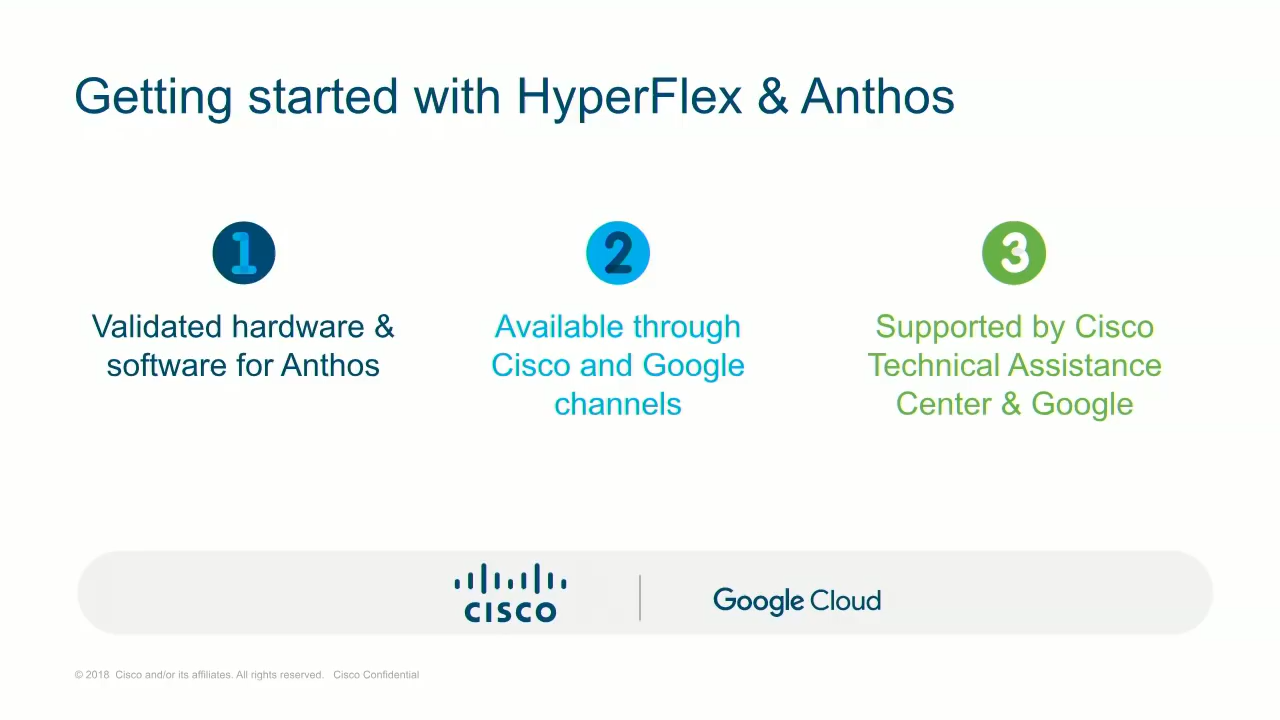 Getting started with HyperFlex & Anthos
1
Validated hardware &
software for Anthos
2
Available through
Cisco and Google
channels
3
Supported by Cisco
Technical Assistance
Center & Google
CISCO
Google Cloud
© 2018 Cisco and/or its affiliates. All rights reserved. Cisco Confidential